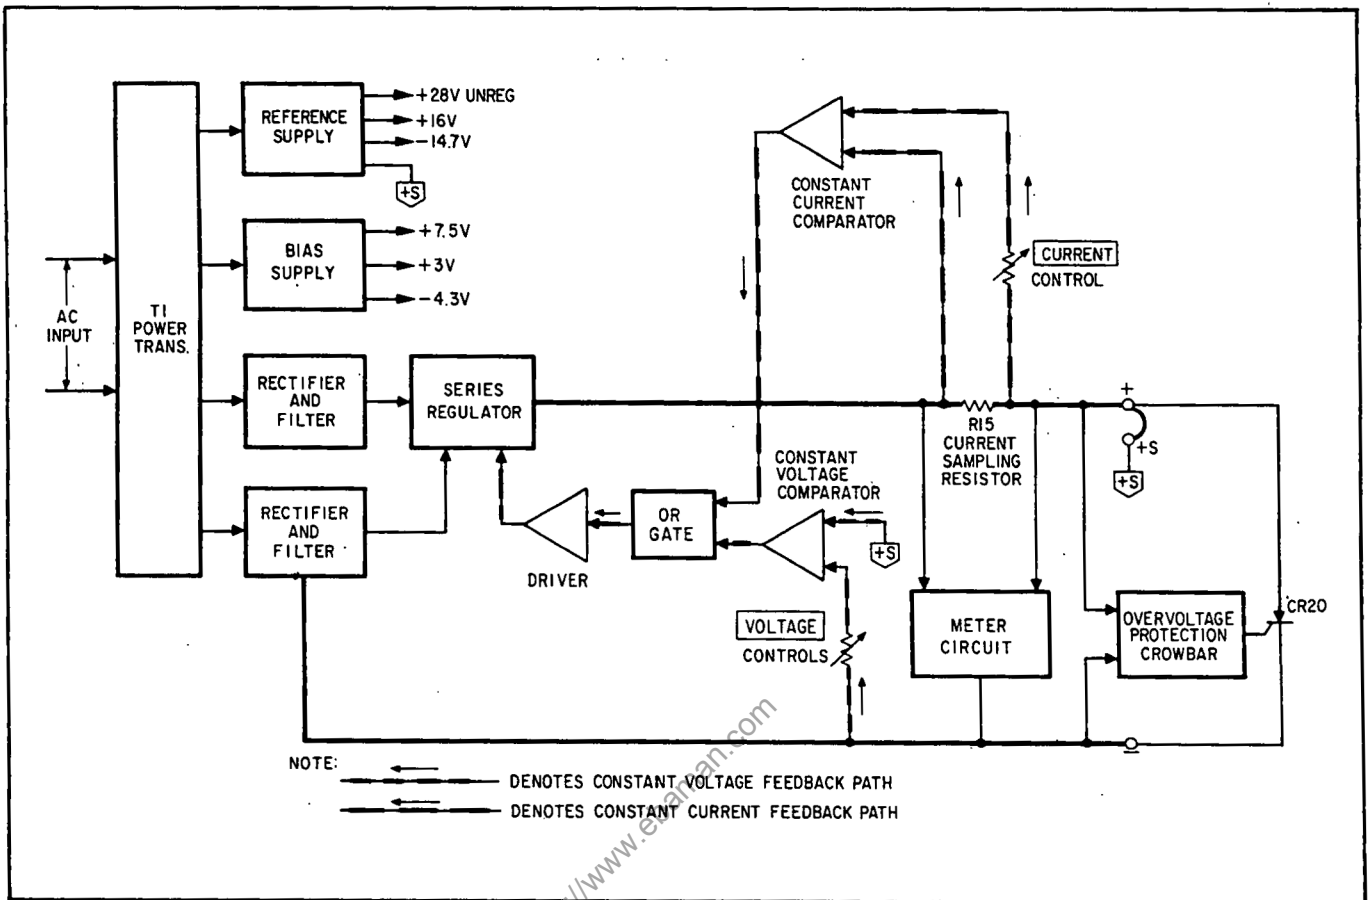 AC
INPUT
T1
POWER
TRANS.
REFERENCE
SUPPLY
+28V UNREG
+16V
-14.7V
+S
BIAS
SUPPLY
+7.5V
+3V
-4.3V
RECTIFIER
AND
FILTER
RECTIFIER
AND
FILTER
SERIES
REGULATOR
CONSTANT
CURRENT
COMPARATOR
CURRENT
CONTROL
R15
CURRENT
SAMPLING
RESISTOR
+
+S
+S
CONSTANT
VOLTAGE
COMPARATOR
OR
GATE
DRIVER
+S
VOLTAGE
CONTROLS
METER
CIRCUIT
OVERVOLTAGE
PROTECTION
CROWBAR
CR20
–
NOTE:
DENOTES CONSTANT VOLTAGE FEEDBACK PATH
DENOTES CONSTANT CURRENT FEEDBACK PATH